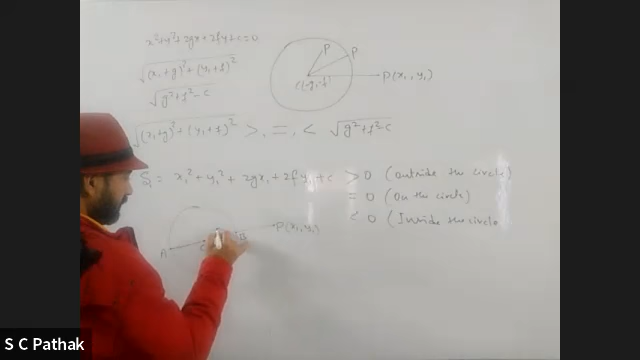 x²+y²+2gx+2fy+c=0
√(x₁+g)²+(y₁+f)²
√g²+f²-c
P
P
P(x₁, y₁)
C(-g,-f)
√(x₁+g)²+(y₁+f)² >, =, < √g²+f²-c
S₁ = x₁²+y₁²+2gx₁+2fy₁+c > 0 (outside the circle)
= 0 (On the circle)
< 0 (Inside the circle
A
C
B
P(x₁, y₁)
S C Pathak